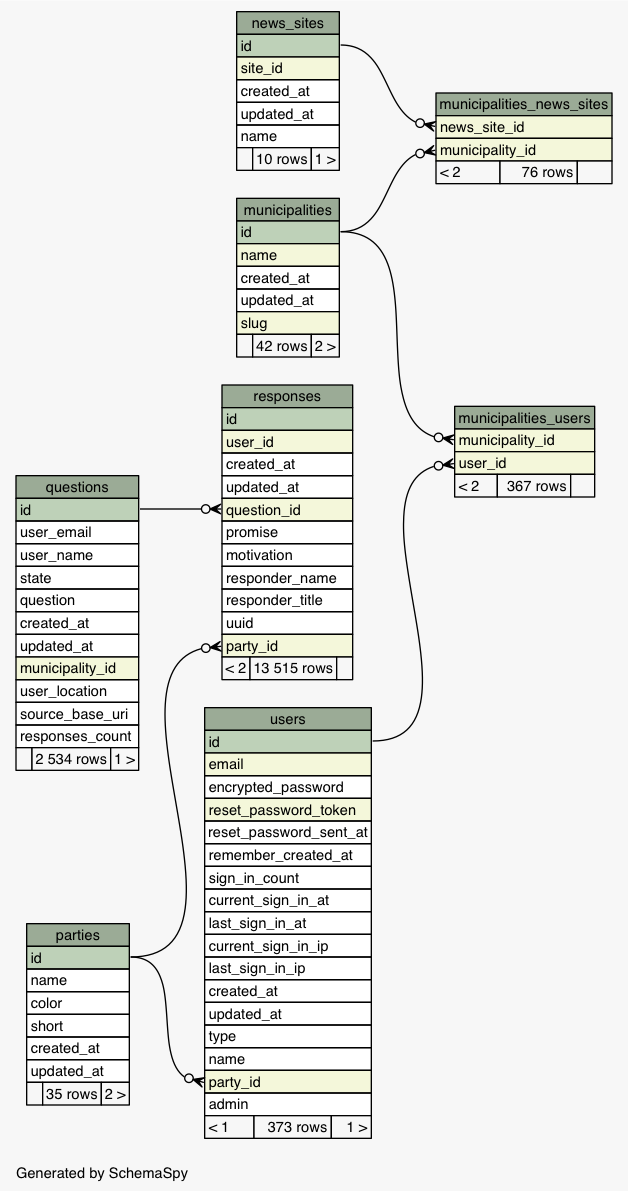 news_sites
id
site_id
created_at
updated_at
name
10 rows 1 >
municipalities_news_sites
news_site_id
municipality_id
< 2 76 rows
municipalities
id
name
created_at
updated_at
slug
42 rows 2 >
responses
id
user_id
created_at
updated_at
question_id
promise
motivation
responder_name
responder_title
uuid
party_id
< 2 13 515 rows
municipalities_users
municipality_id
user_id
< 2 367 rows
questions
id
user_email
user_name
state
question
created_at
updated_at
municipality_id
user_location
source_base_uri
responses_count
2 534 rows 1 >
users
id
email
encrypted_password
reset_password_token
reset_password_sent_at
remember_created_at
sign_in_count
current_sign_in_at
last_sign_in_at
current_sign_in_ip
last_sign_in_ip
created_at
updated_at
type
name
party_id
admin
< 1 373 rows 1 >
parties
id
name
color
short
created_at
updated_at
35 rows 2 >
Generated by SchemaSpy